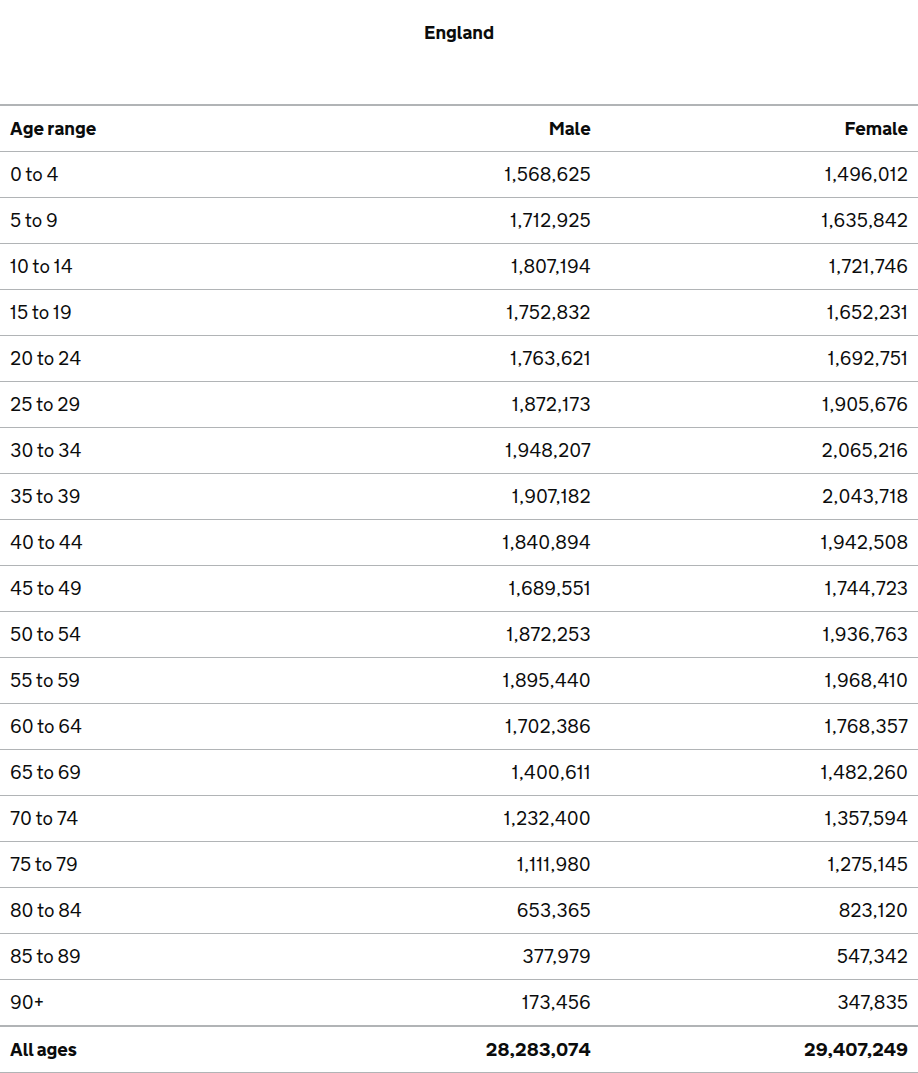 England
Age range Male Female
0 to 4 1,568,625 1,496,012
5 to 9 1,712,925 1,635,842
10 to 14 1,807,194 1,721,746
15 to 19 1,752,832 1,652,231
20 to 24 1,763,621 1,692,751
25 to 29 1,872,173 1,905,676
30 to 34 1,948,207 2,065,216
35 to 39 1,907,182 2,043,718
40 to 44 1,840,894 1,942,508
45 to 49 1,689,551 1,744,723
50 to 54 1,872,253 1,936,763
55 to 59 1,895,440 1,968,410
60 to 64 1,702,386 1,768,357
65 to 69 1,400,611 1,482,260
70 to 74 1,232,400 1,357,594
75 to 79 1,111,980 1,275,145
80 to 84 653,365 823,120
85 to 89 377,979 547,342
90+ 173,456 347,835
All ages 28,283,074 29,407,249